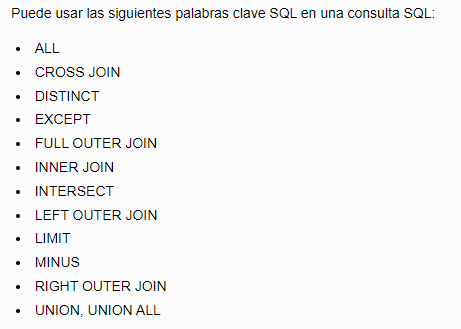 Puede usar las siguientes palabras clave SQL en una consulta SQL:
• ALL
• CROSS JOIN
• DISTINCT
• EXCEPT
• FULL OUTER JOIN
• INNER JOIN
• INTERSECT
• LEFT OUTER JOIN
• LIMIT
• MINUS
• RIGHT OUTER JOIN
• UNION, UNION ALL